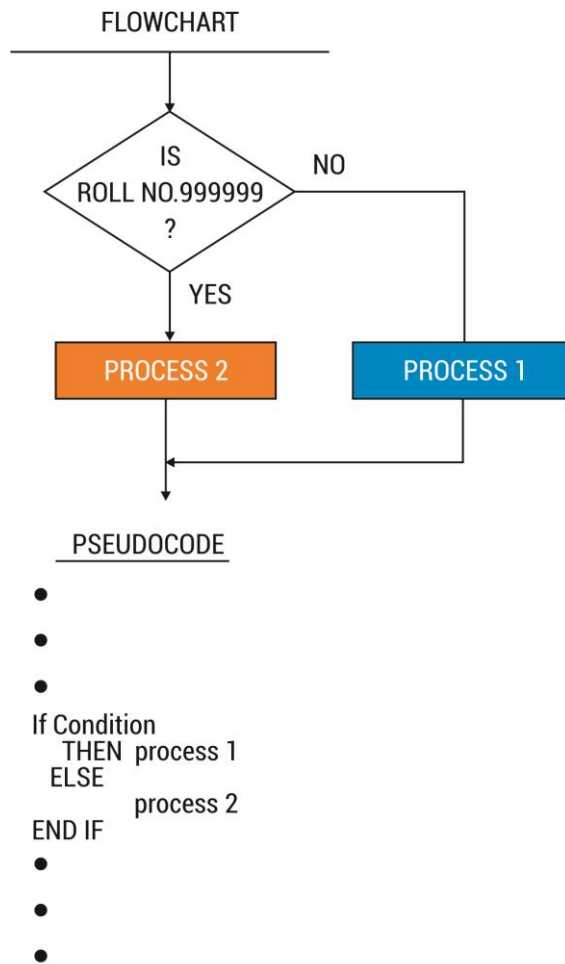 FLOWCHART
IS
ROLL NO.999999
?
NO
YES
PROCESS 2
PROCESS 1
PSEUDOCODE
•
•
•
If Condition
THEN process 1
ELSE
process 2
END IF
•
•
•